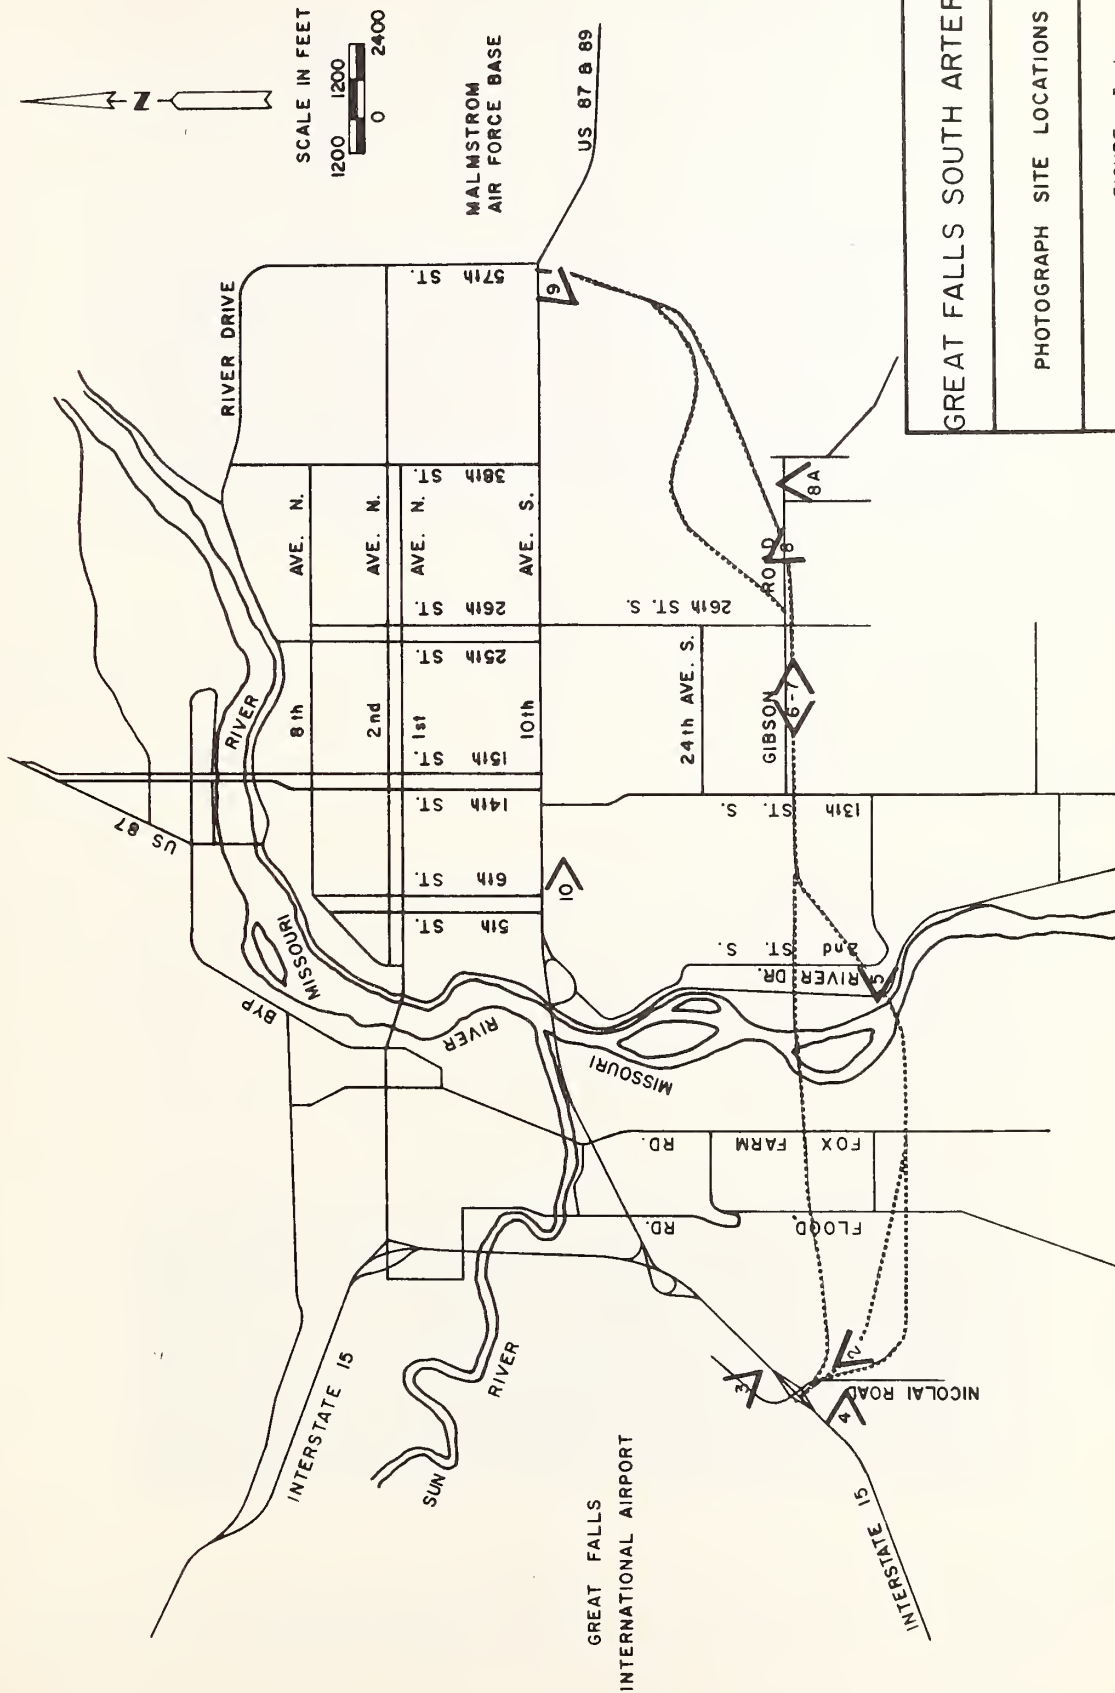 SCALE IN FEET
1200 1200
0 2400
Z
MALMSTROM
AIR FORCE BASE
US 87 & 89
RIVER DRIVE
57th ST.
9
38th ST.
8th AVE. N.
2nd AVE. N.
1st AVE. N.
10th AVE. S.
26th ST.
25th ST.
15th ST.
14th ST.
6th ST.
5th ST.
26th ST. S.
24th AVE. S.
GIBSON RO D
8
8A
6-7
13th ST. S.
2nd ST. S.
RIVER DR.
5
10
US 87
BYP
MISSOURI RIVER
RIVER
MISSOURI
FOX FARM RD.
FLOOD RD.
INTERSTATE 15
SUN RIVER
GREAT FALLS
INTERNATIONAL AIRPORT
3
2
4
NICOLAI ROAD
INTERSTATE 15
GREAT FALLS SOUTH ARTER
PHOTOGRAPH SITE LOCATIONS